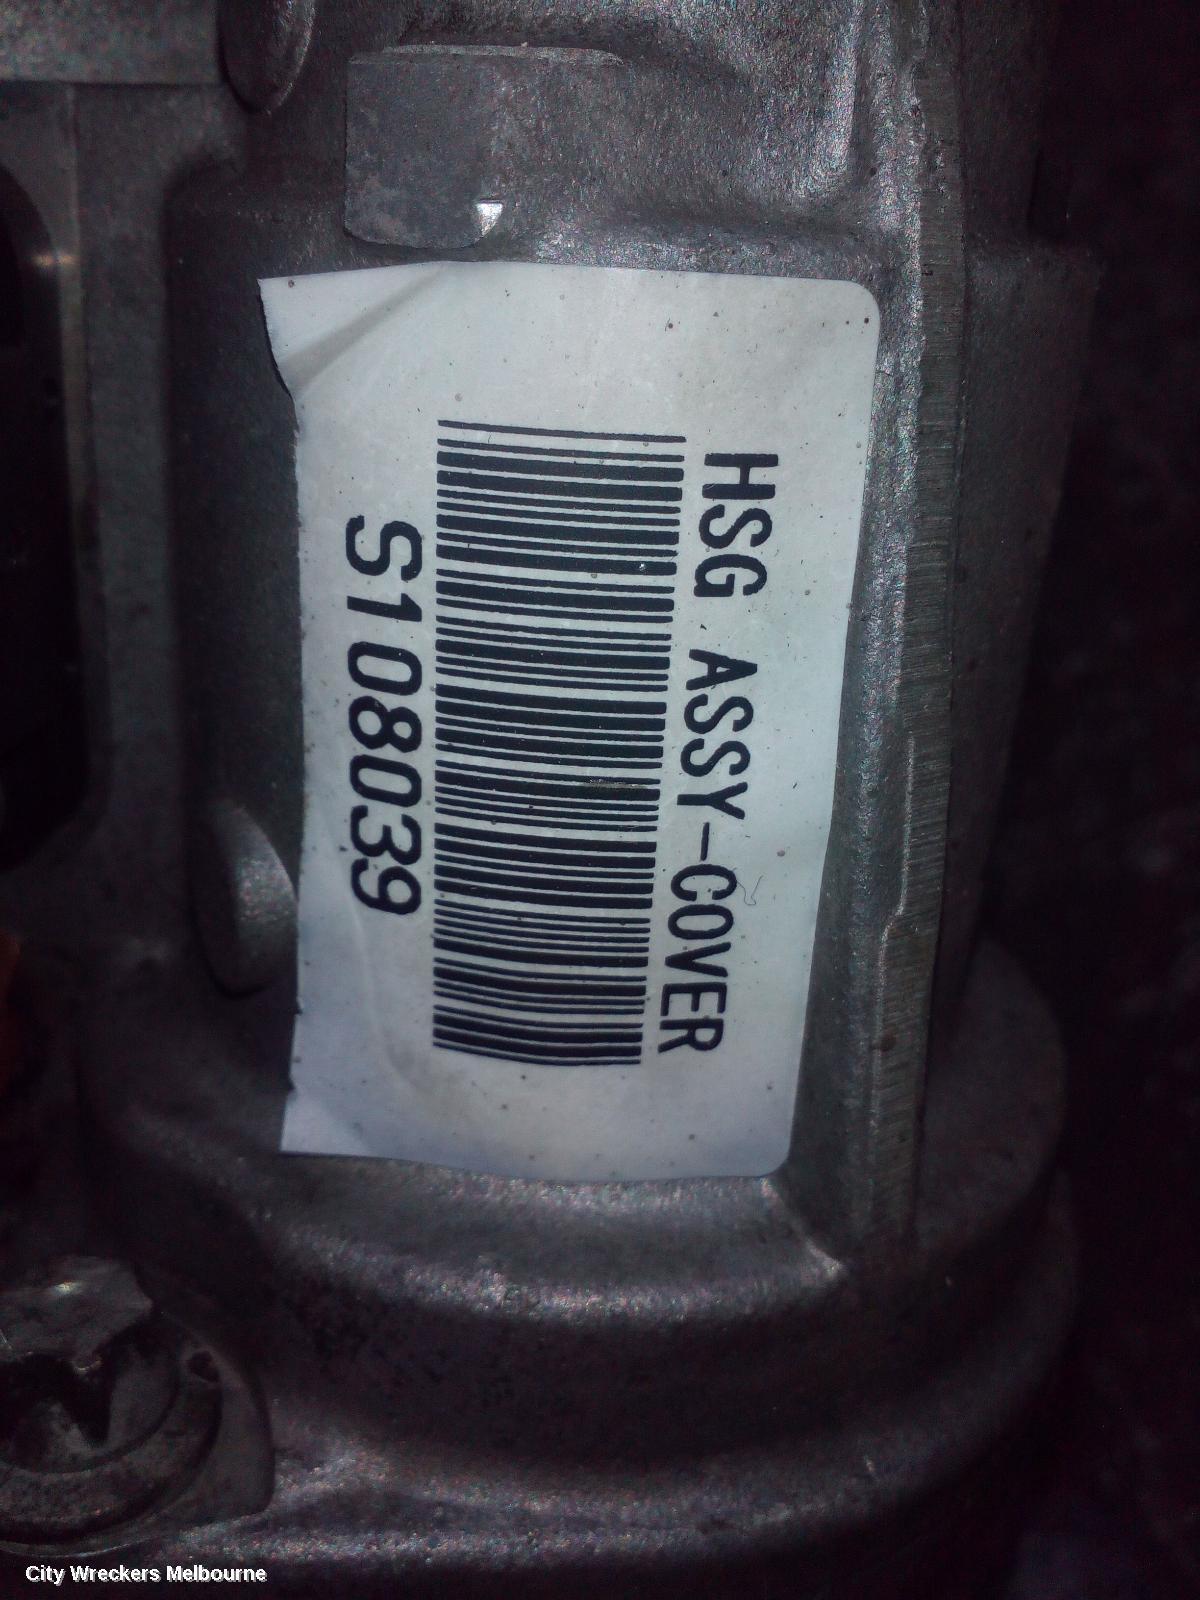 HSG ASSY-COVER
S108039
City Wreckers Melbourne